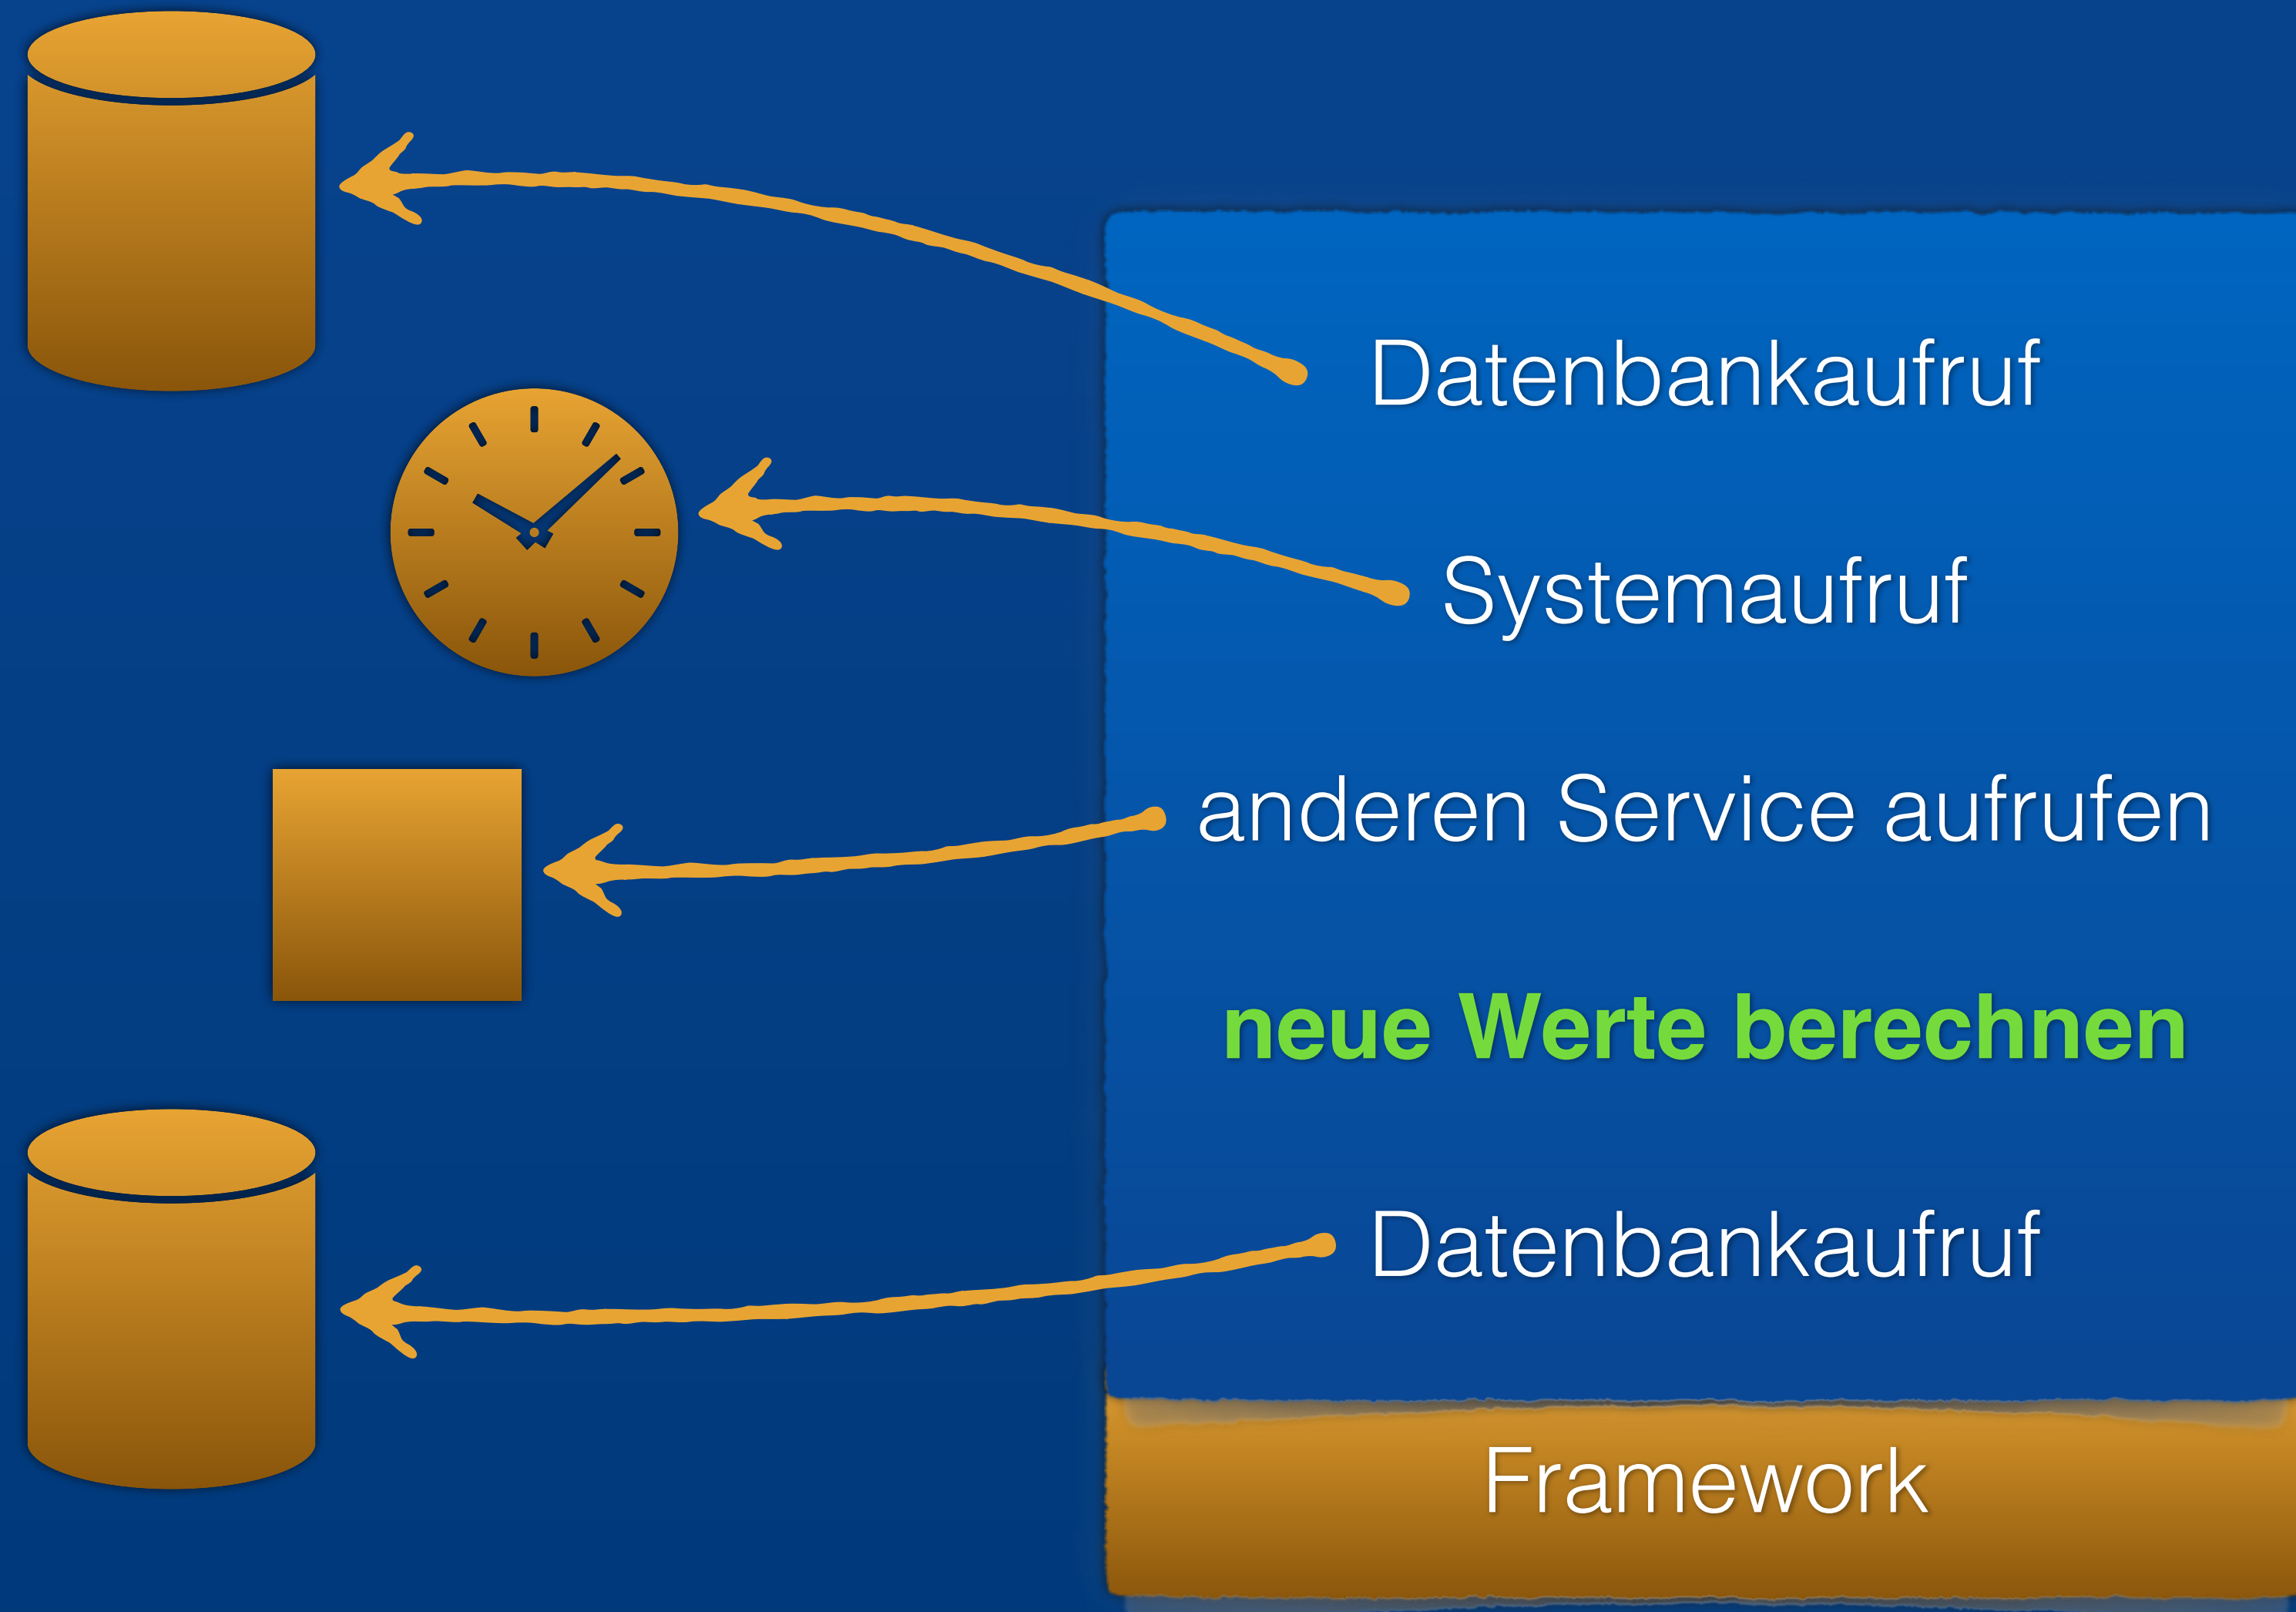 Datenbankaufruf
Systemaufruf
anderen Service aufrufen
neue Werte berechnen
Datenbankaufruf
Framework